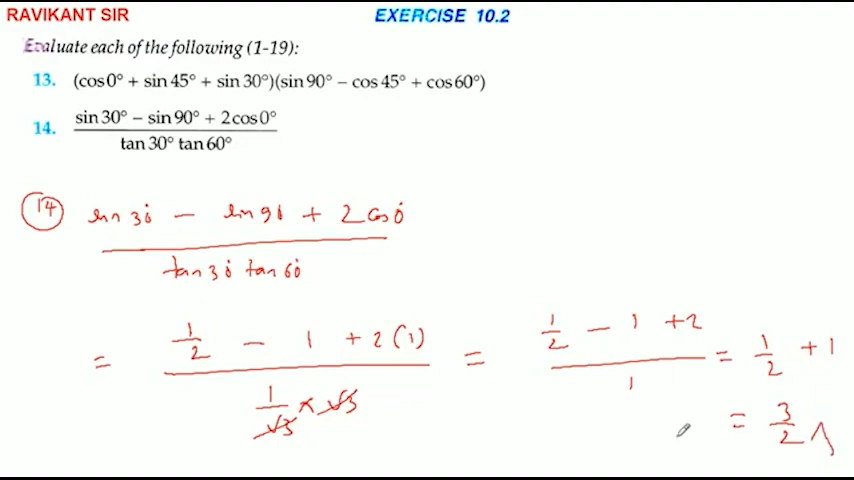 RAVIKANT SIR
EXERCISE 10.2
Evaluate each of the following (1-19):
13. (cos 0° + sin 45° + sin 30°)(sin 90° − cos 45° + cos 60°)
14. sin 30° − sin 90° + 2 cos 0°
tan 30° tan 60°
14 sin 30° − sin 90° + 2 cos 0°
tan 30° tan 60°
= 1/2 − 1 + 2(1) = 1/2 − 1 + 2 = 1/2 + 1
1/√3 × √3 1
= 3/2